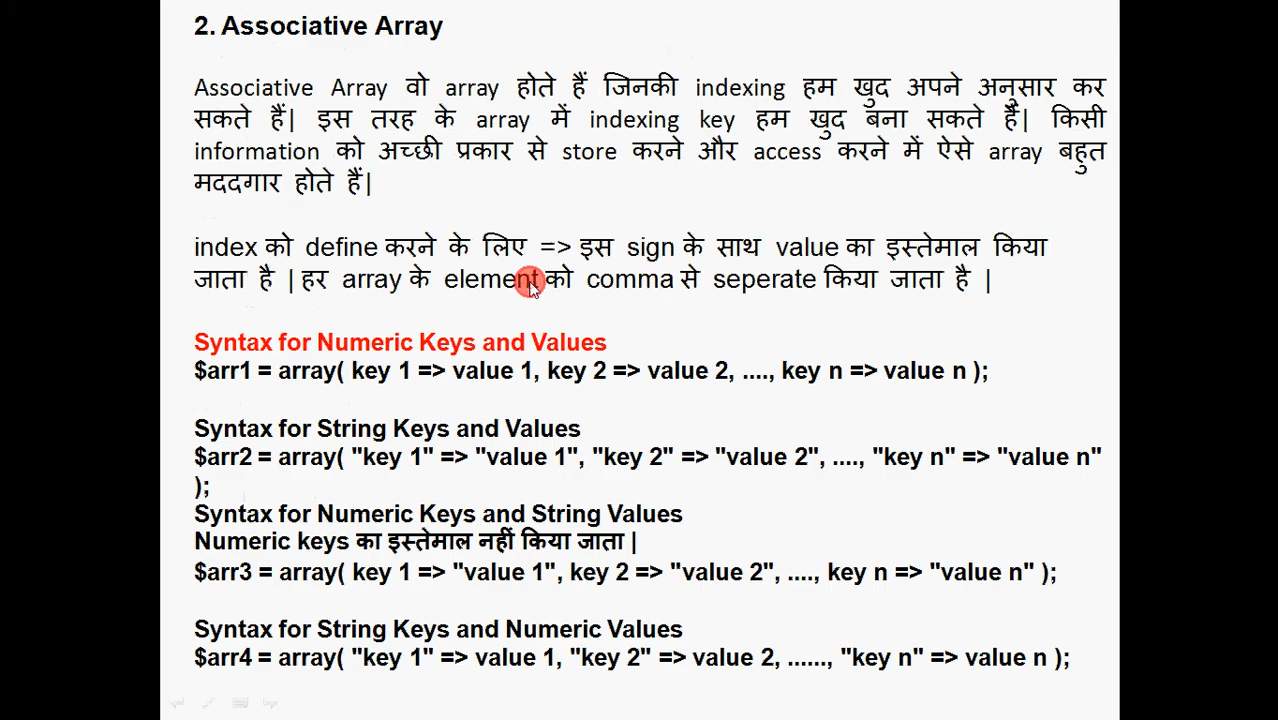 2. Associative Array
Associative Array वो array होते हैं जिनकी indexing हम खुद अपने अनुसार कर
सकते हैं| इस तरह के array में indexing key हम खुद बना सकते हैं| किसी
information को अच्छी प्रकार से store करने और access करने में ऐसे array बहुत
मददगार होते हैं|
index को define करने के लिए => इस sign के साथ value का इस्तेमाल किया
जाता है | हर array के element को comma से seperate किया जाता है |
Syntax for Numeric Keys and Values
$arr1 = array( key 1 => value 1, key 2 => value 2, ...., key n => value n );
Syntax for String Keys and Values
$arr2 = array( "key 1" => "value 1", "key 2" => "value 2", ...., "key n" => "value n"
);
Syntax for Numeric Keys and String Values
Numeric keys का इस्तेमाल नहीं किया जाता |
$arr3 = array( key 1 => "value 1", key 2 => "value 2", ...., key n => "value n" );
Syntax for String Keys and Numeric Values
$arr4 = array( "key 1" => value 1, "key 2" => value 2, ......, "key n" => value n );